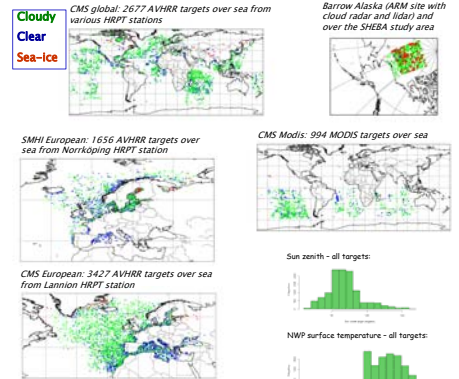 Cloudy
Clear
Sea-ice
CMS global: 2677 AVHRR targets over sea from
various HRPT stations
Barrow Alaska (ARM site with
cloud radar and lidar) and
over the SHEBA study area
SMHI European: 1656 AVHRR targets over
sea from Norrköping HRPT station
CMS Modis: 994 MODIS targets over sea
CMS European: 3427 AVHRR targets over sea
from Lannion HRPT station
Sun zenith – all targets:
NWP surface temperature – all targets: